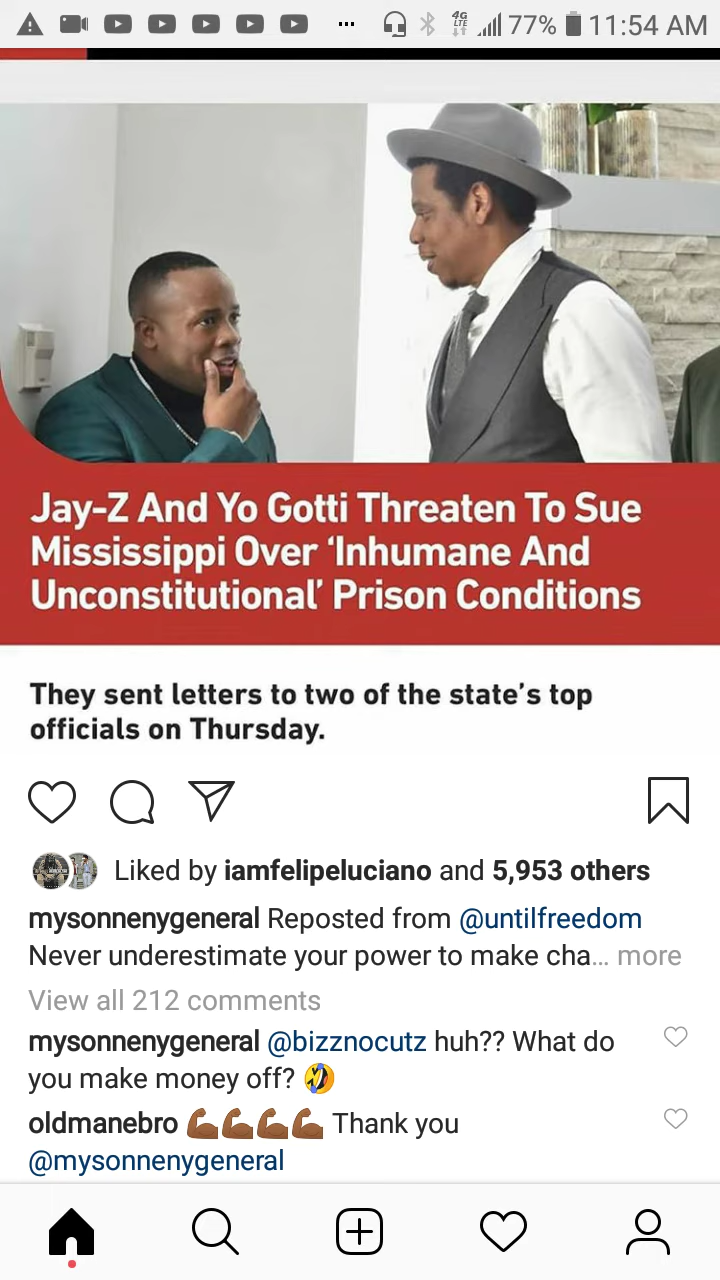 4G
LTE
77%
11:54 AM
Jay-Z And Yo Gotti Threaten To Sue
Mississippi Over ‘Inhumane And
Unconstitutional’ Prison Conditions
They sent letters to two of the state’s top
officials on Thursday.
Liked by iamfelipeluciano and 5,953 others
mysonnenygeneral Reposted from @untilfreedom
Never underestimate your power to make cha... more
View all 212 comments
mysonnenygeneral @bizznocutz huh?? What do
you make money off? 🤣
oldmanebro 💪🏾💪🏾💪🏾💪🏾 Thank you
@mysonnenygeneral